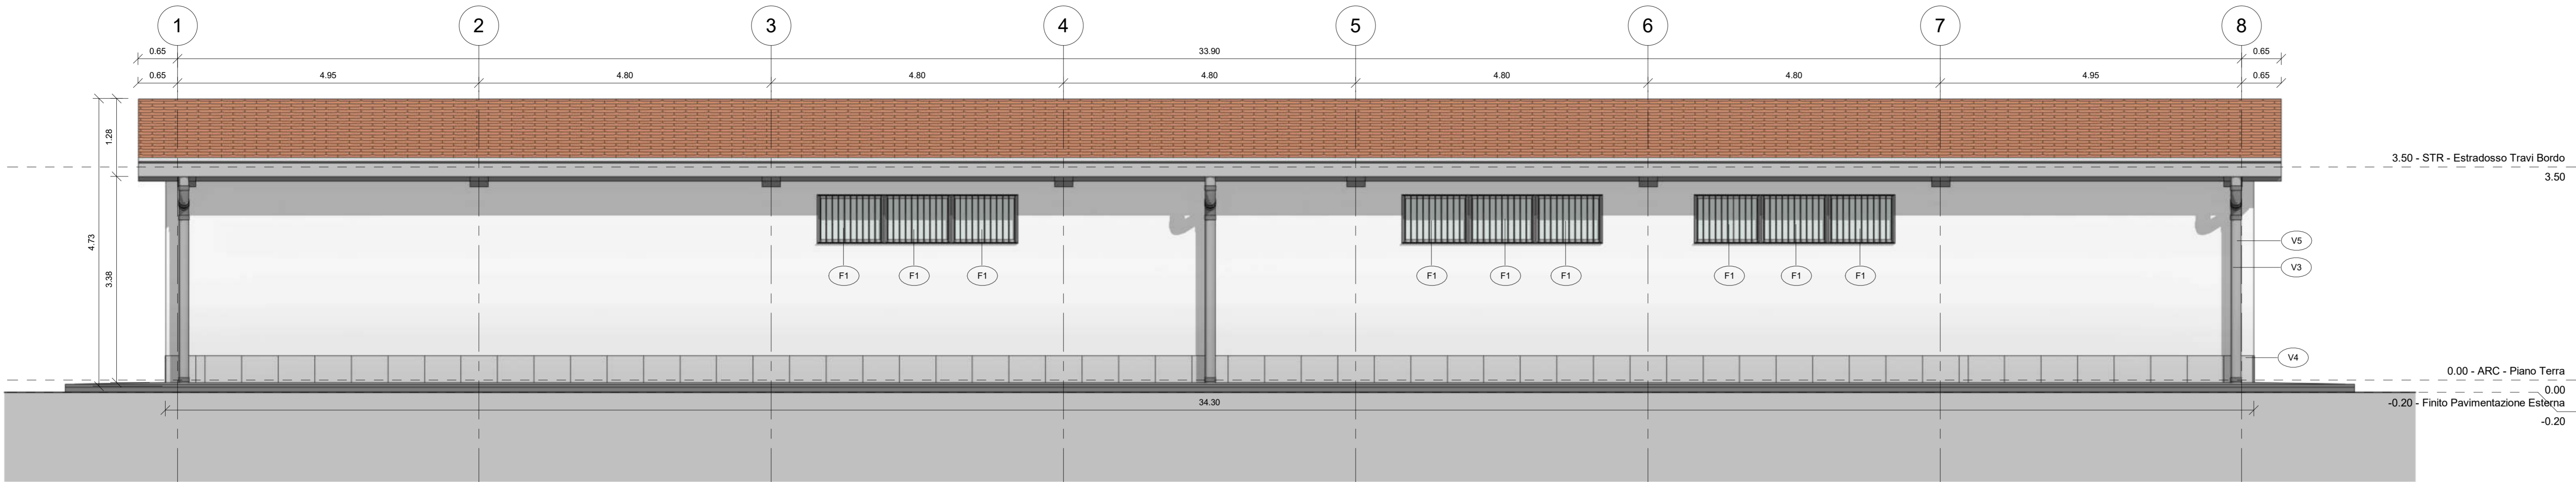 1 2 3 4 5 6 7 8
0.65 33.90 0.65
0.65 4.95 4.80 4.80 4.80 4.80 4.80 4.95 0.65
1.28
4.73
3.38
3.50 - STR - Estradosso Travi Bordo
3.50
V5
V3
F1 F1 F1 F1 F1 F1 F1 F1 F1
V4
0.00 - ARC - Piano Terra
0.00
34.30
-0.20 - Finito Pavimentazione Esterna
-0.20